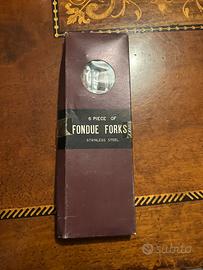 6 PIECE OF
FONDUE FORKS
STAINLESS STEEL
subito